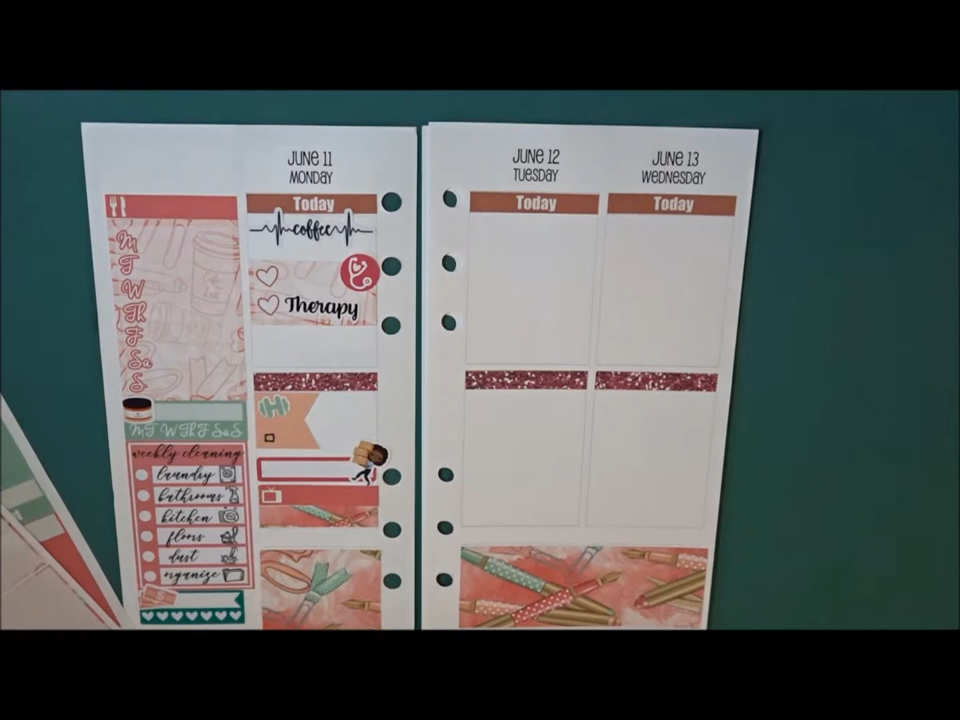 JUNE 11
MONDAY
Today
coffee
Therapy
M
T
W
Th
F
Sa
S
M T W Th F Sa S
weekly cleaning
laundry
bathrooms
kitchen
floors
dust
organize
JUNE 12
TUESDAY
Today
JUNE 13
WEDNESDAY
Today